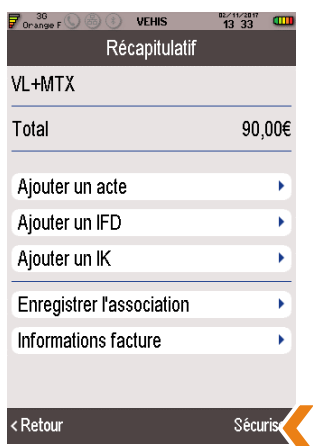 3G
Orange F VEHIS 02/11/2017
13 33
Récapitulatif
VL+MTX
Total 90,00€
Ajouter un acte
Ajouter un IFD
Ajouter un IK
Enregistrer l'association
Informations facture
< Retour Sécuris